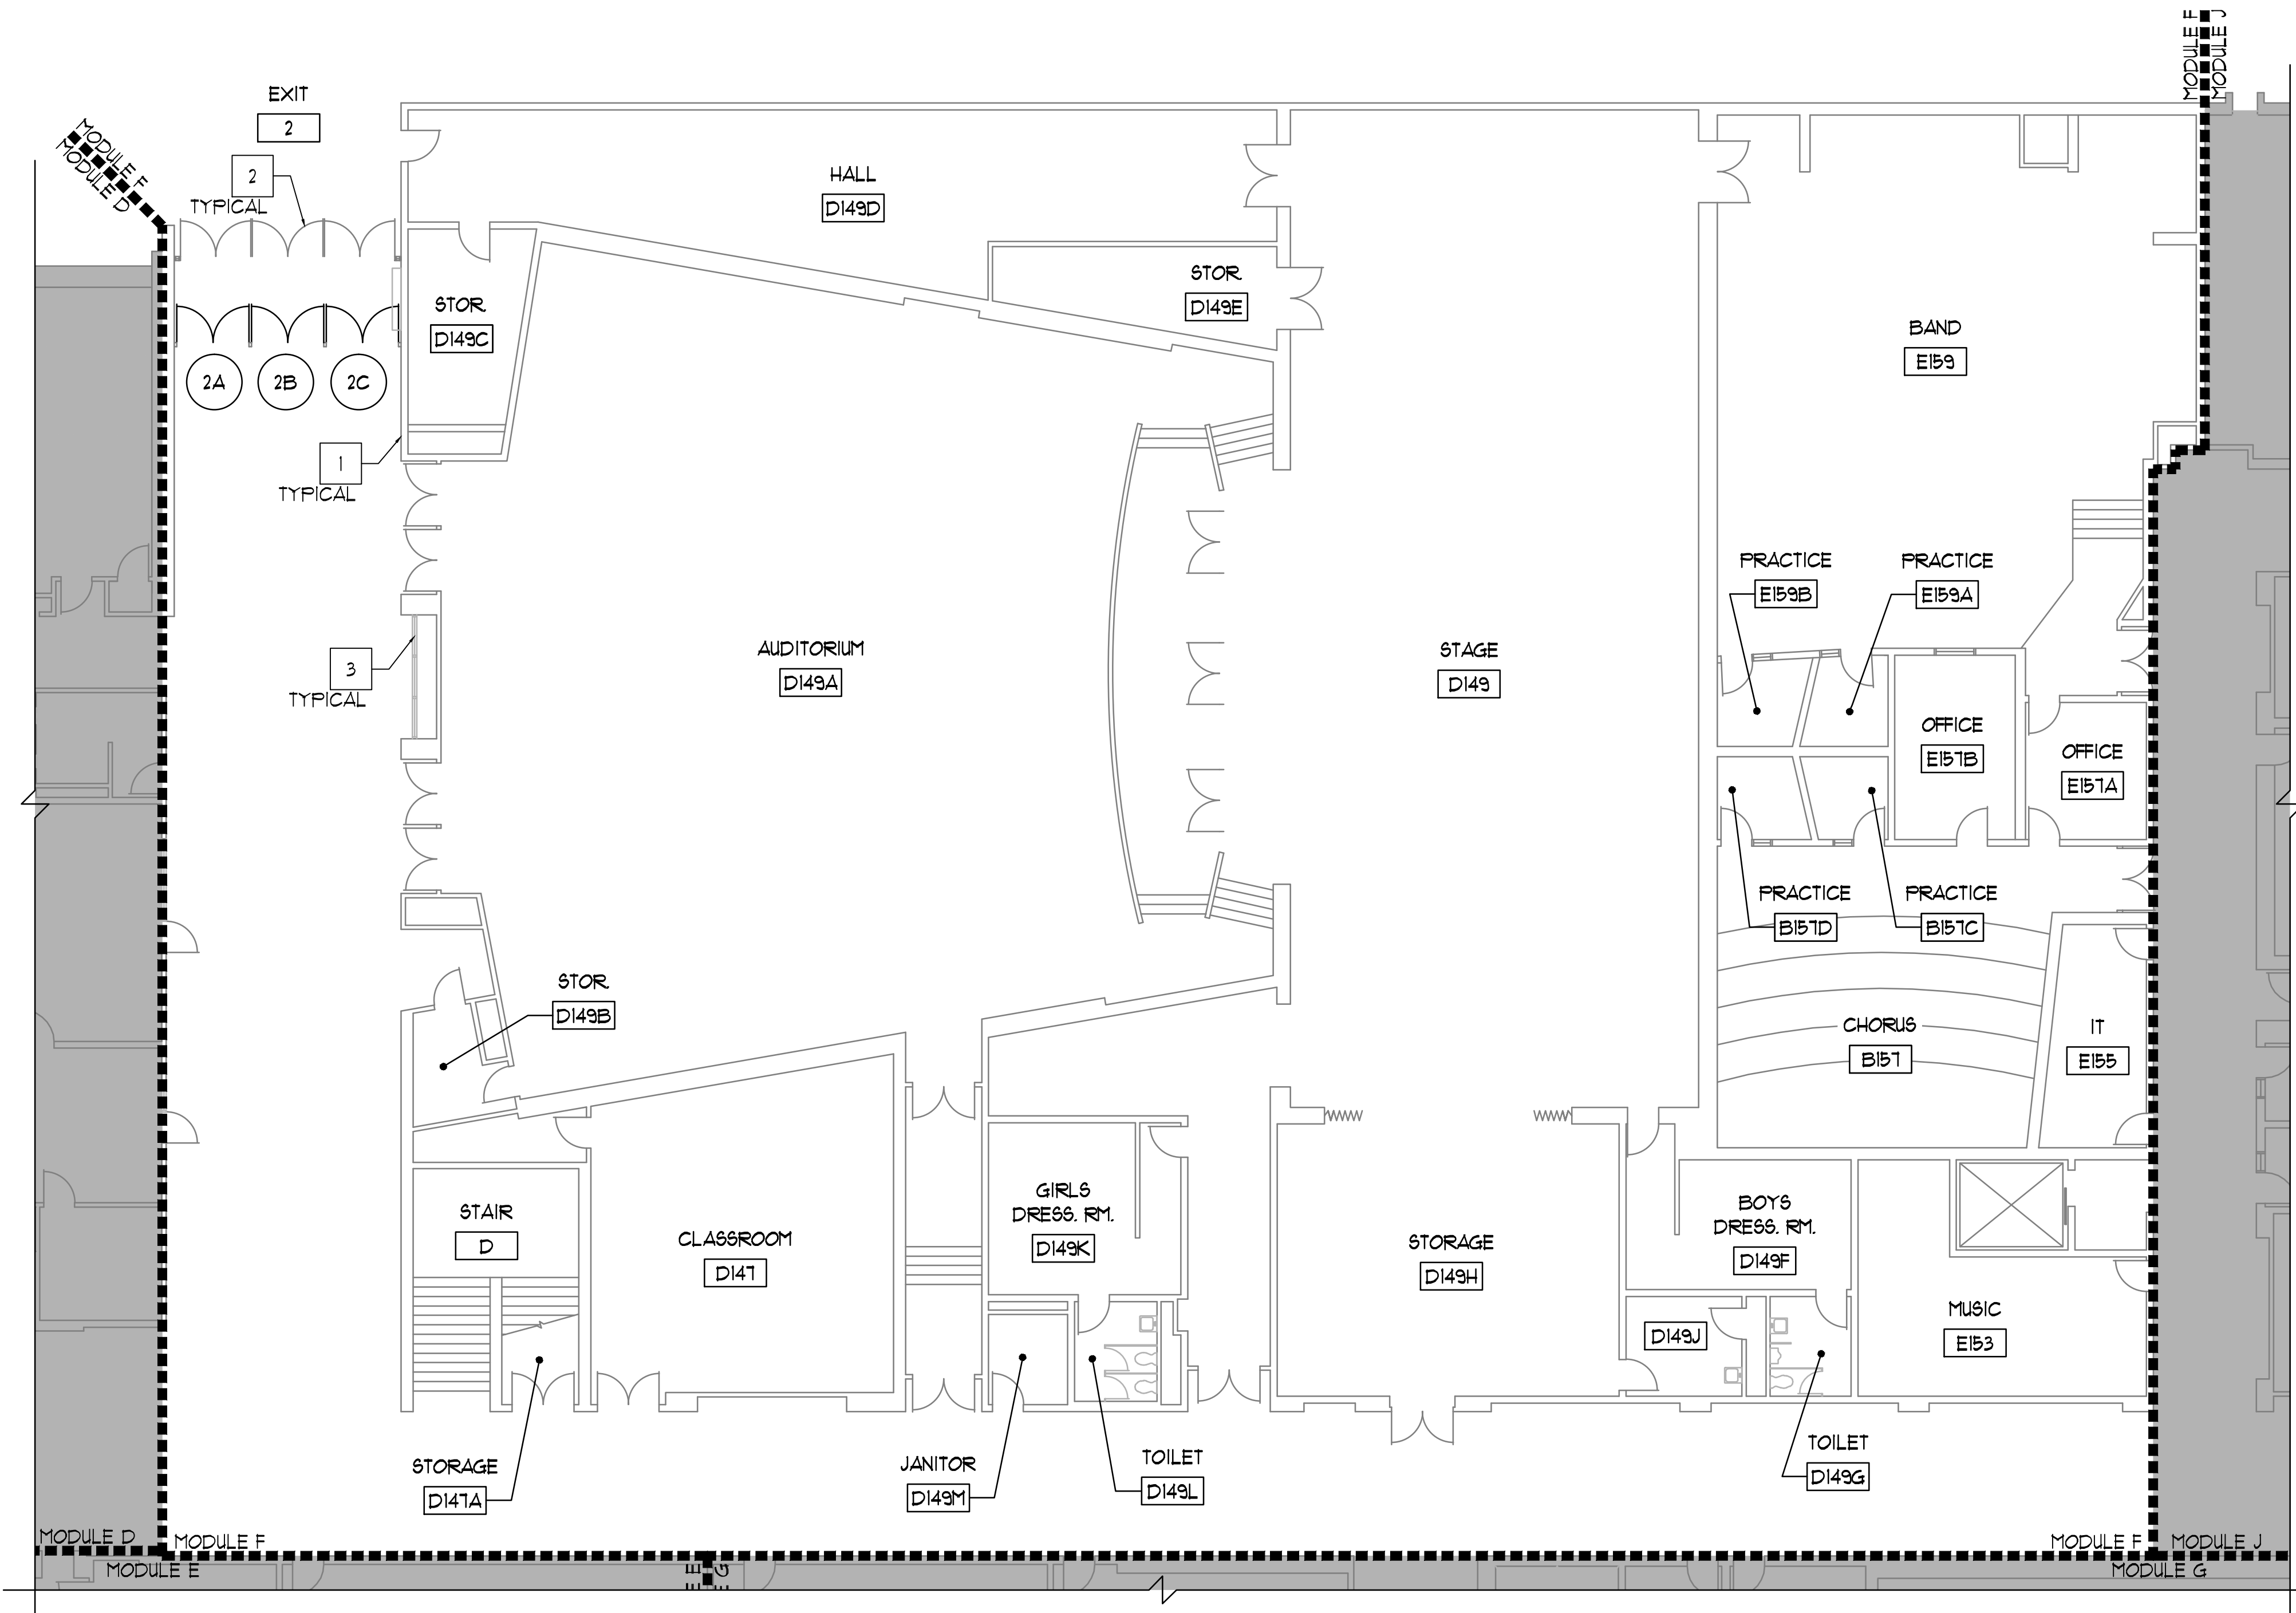 MODULE F
MODULE J
EXIT
2
MODULE F
MODULE D
2
TYPICAL
HALL
D149D
STOR.
D149E
STOR.
D149C
BAND
E159
2A
2B
2C
1
TYPICAL
PRACTICE
E159B
PRACTICE
E159A
3
TYPICAL
AUDITORIUM
D149A
STAGE
D149
OFFICE
E157B
OFFICE
E157A
PRACTICE
B157D
PRACTICE
B157C
STOR.
D149B
CHORUS
B157
IT
E155
STAIR
D
CLASSROOM
D147
GIRLS
DRESS. RM.
D149K
STORAGE
D149H
BOYS
DRESS. RM.
D149F
D149J
MUSIC
E153
STORAGE
D147A
JANITOR
D149M
TOILET
D149L
TOILET
D149G
MODULE D
MODULE F
MODULE F
MODULE J
MODULE E
MODULE G